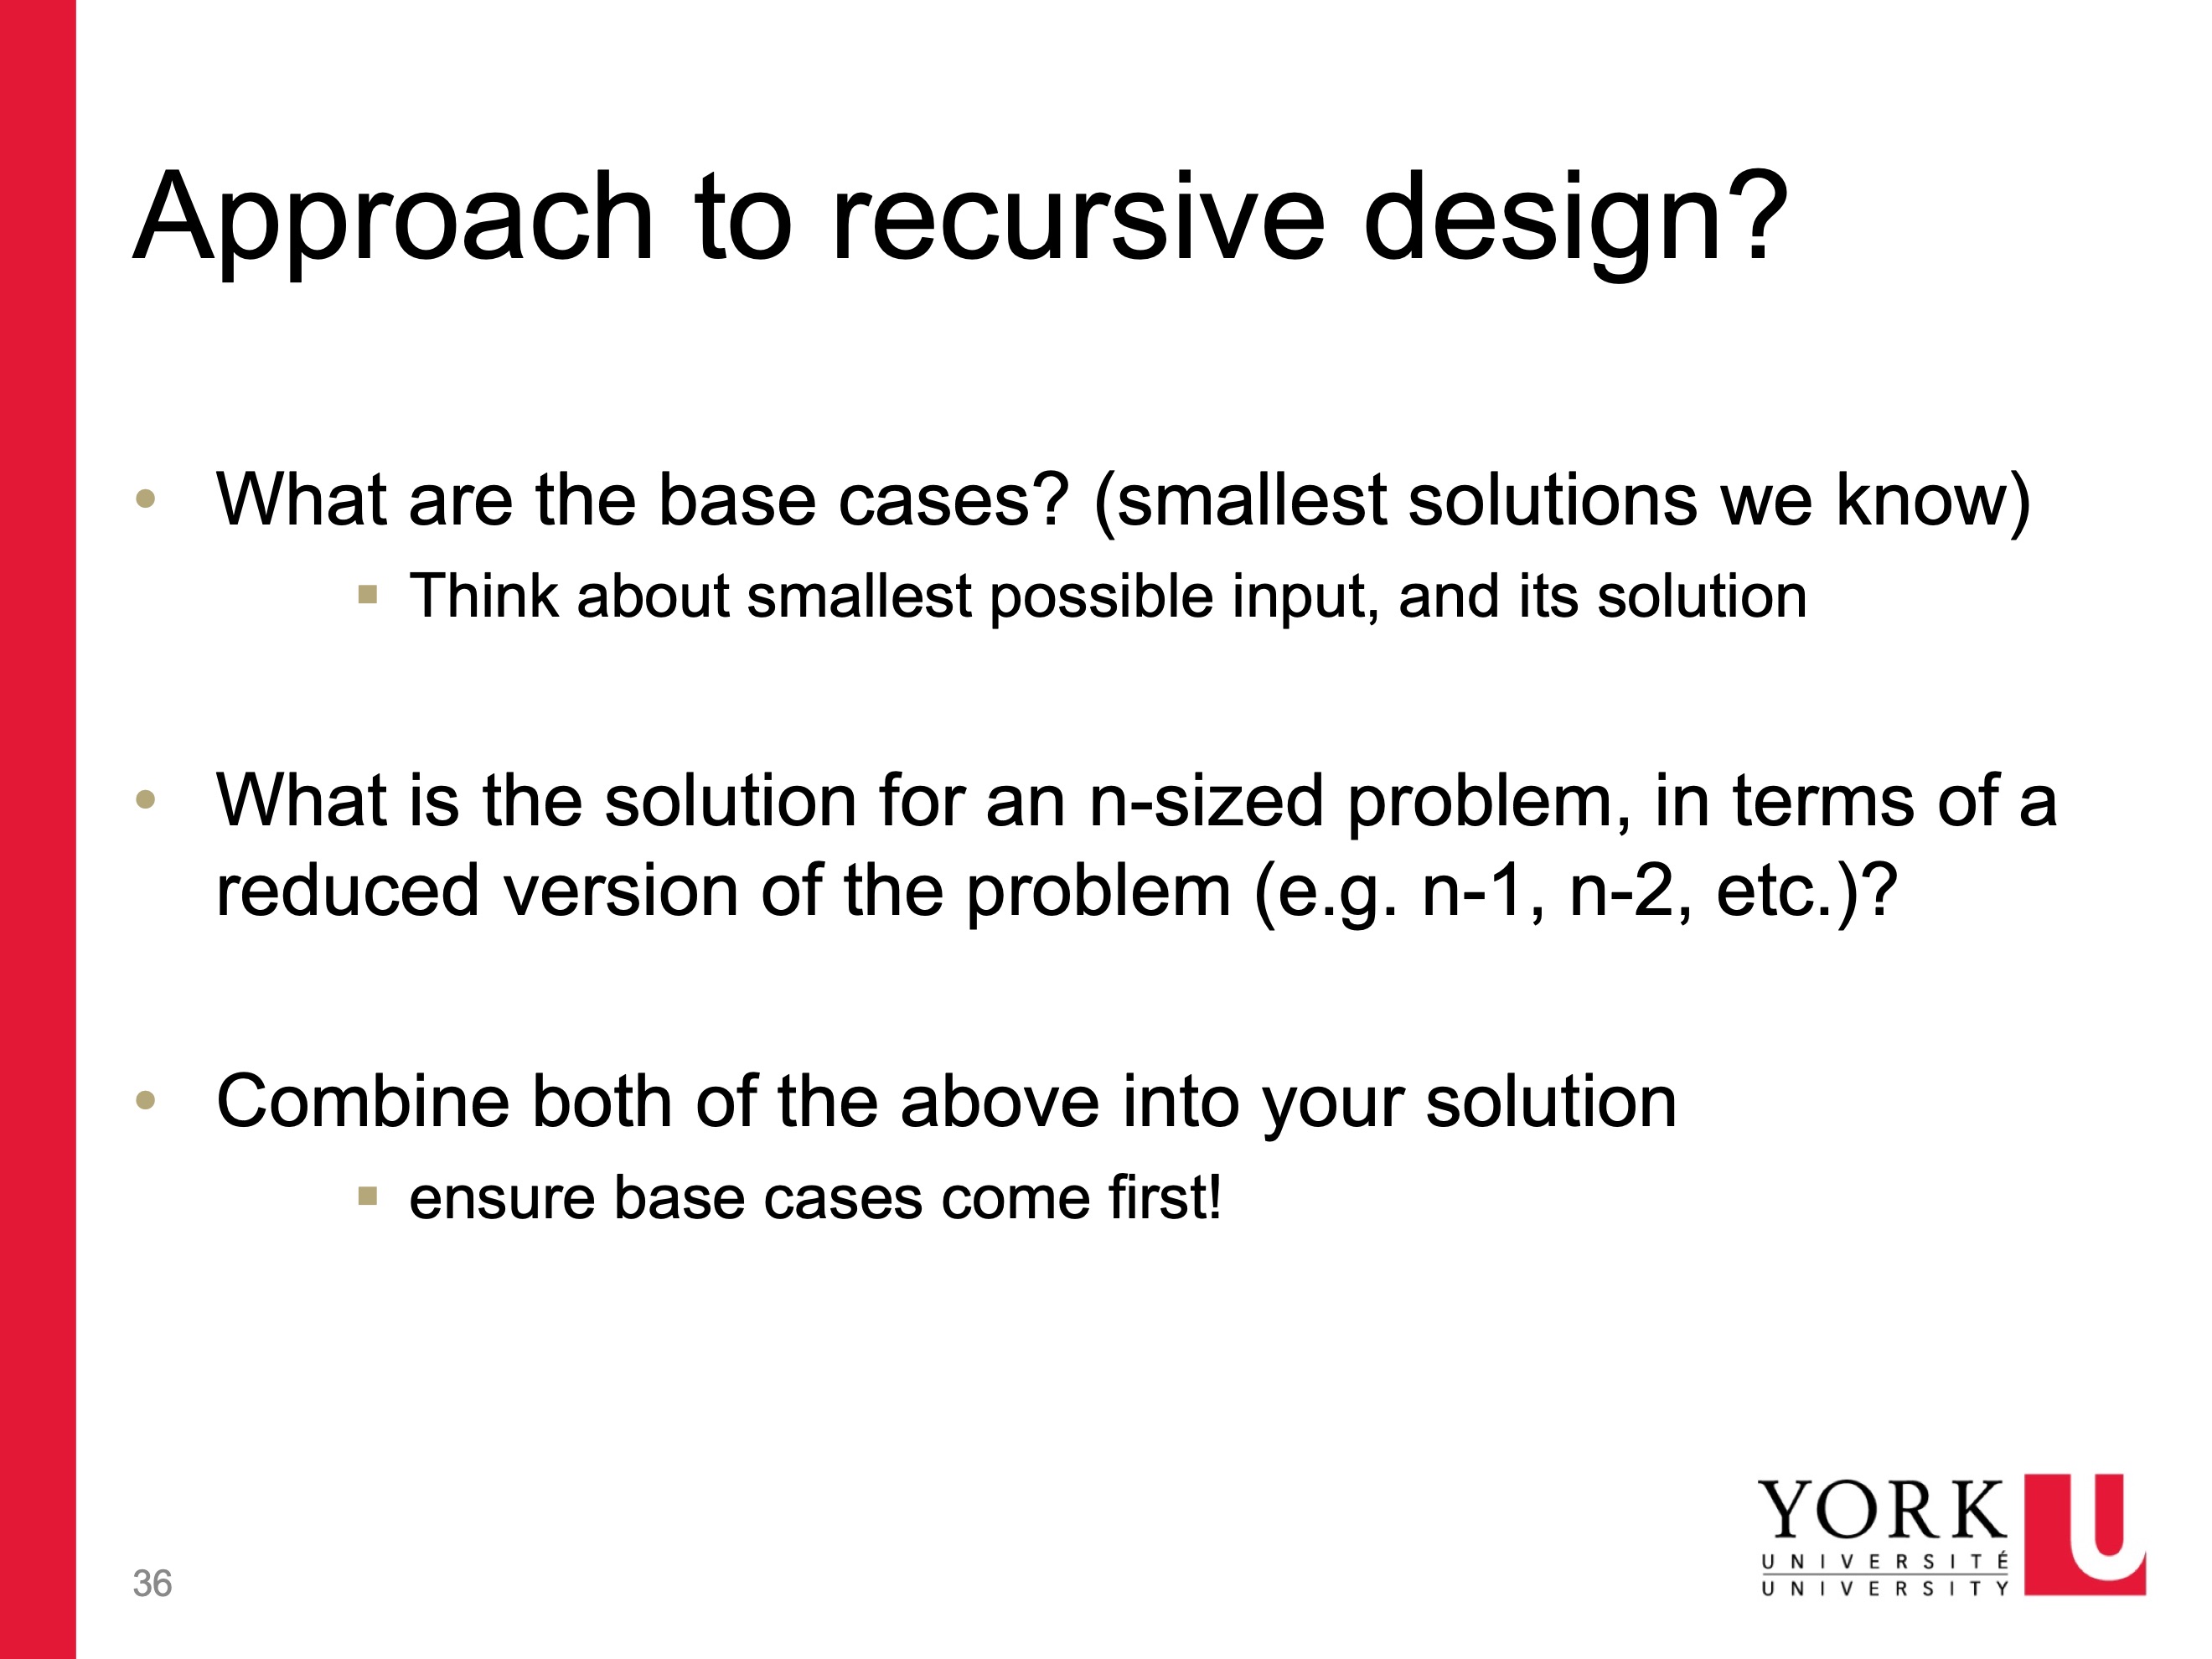 Approach to recursive design?
• What are the base cases? (smallest solutions we know)
▪ Think about smallest possible input, and its solution
• What is the solution for an n-sized problem, in terms of a
reduced version of the problem (e.g. n-1, n-2, etc.)?
• Combine both of the above into your solution
▪ ensure base cases come first!
36
YORK U
UNIVERSITÉ
UNIVERSITY